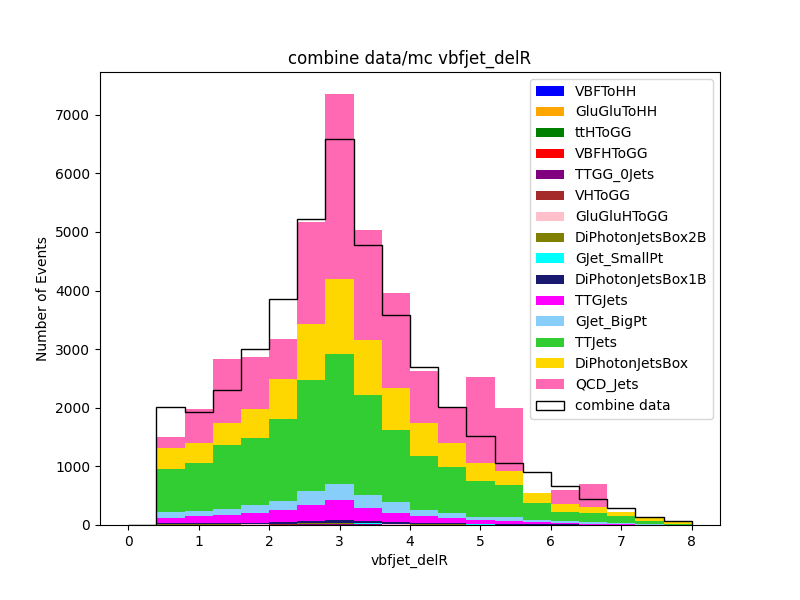 combine data/mc vbfjet_delR
Number of Events
7000
6000
5000
4000
3000
2000
1000
0
0 1 2 3 4 5 6 7 8
vbfjet_delR
VBFToHH
GluGluToHH
ttHToGG
VBFHToGG
TTGG_0Jets
VHToGG
GluGluHToGG
DiPhotonJetsBox2B
GJet_SmallPt
DiPhotonJetsBox1B
TTGJets
GJet_BigPt
TTJets
DiPhotonJetsBox
QCD_Jets
combine data